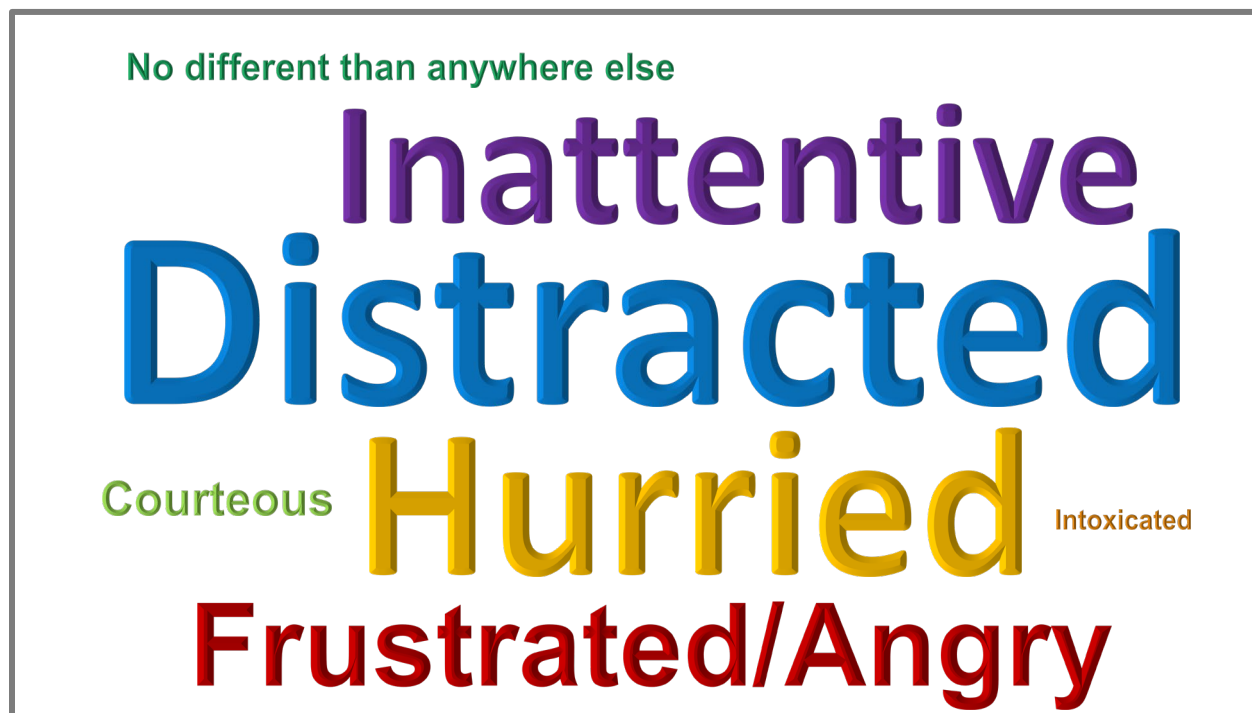 No different than anywhere else
Inattentive
Distracted
Hurried
Courteous
Intoxicated
Frustrated/Angry